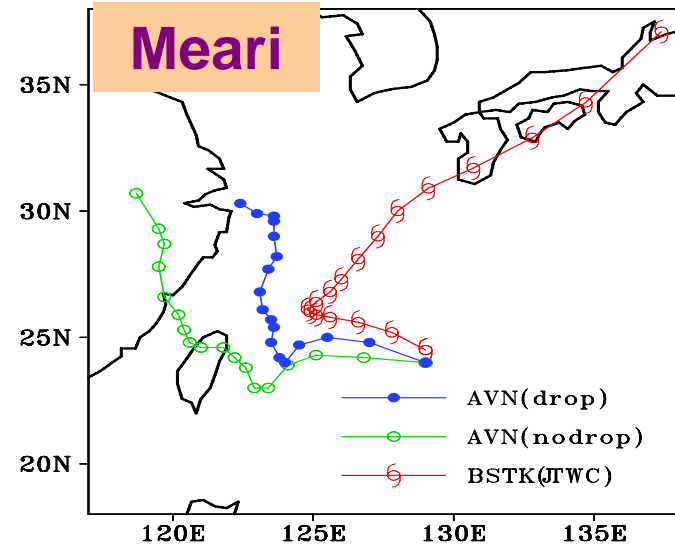 Meari
35N
30N
25N
20N
AVN(drop)
AVN(nodrop)
BSTK(JTWC)
120E
125E
130E
135E